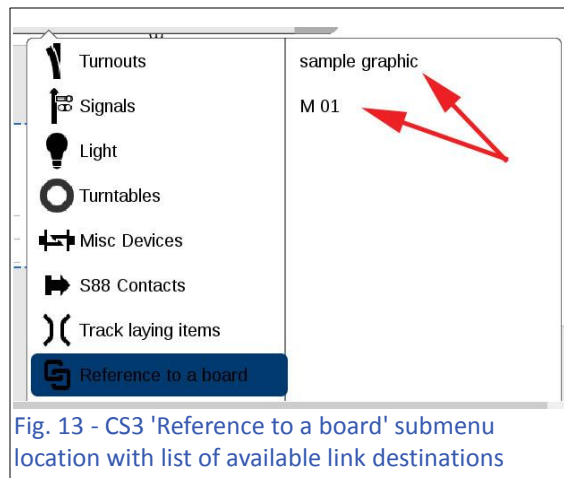 Turnouts
Signals
Light
Turntables
Misc Devices
S88 Contacts
Track laying items
Reference to a board
sample graphic
M 01
Fig. 13 - CS3 'Reference to a board' submenu
location with list of available link destinations